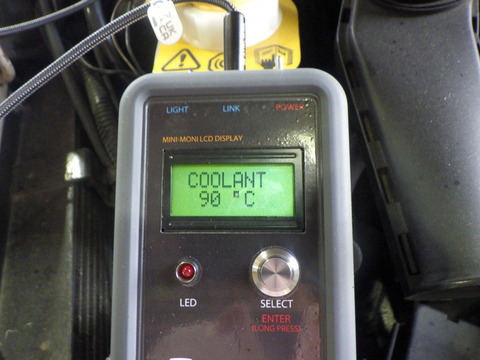 LIGHT LINK POWER
MINI-MONI LCD DISPLAY
COOLANT
90 °C
LED
SELECT
ENTER
(LONG PRESS)